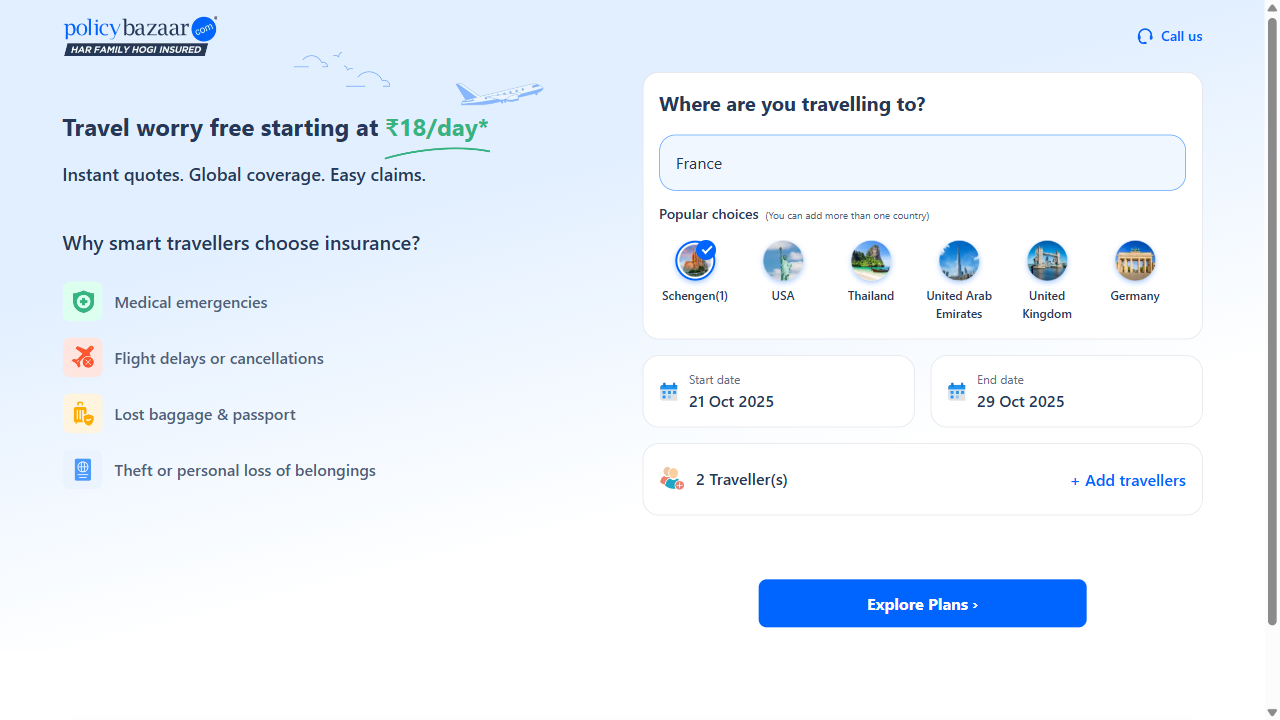 policybazaar.com
HAR FAMILY HOGI INSURED
Call us
Travel worry free starting at ₹18/day*
Instant quotes. Global coverage. Easy claims.
Why smart travellers choose insurance?
Medical emergencies
Flight delays or cancellations
Lost baggage & passport
Theft or personal loss of belongings
Where are you travelling to?
France
Popular choices (You can add more than one country)
Schengen(1)
USA
Thailand
United Arab
Emirates
United
Kingdom
Germany
Start date
21 Oct 2025
End date
29 Oct 2025
2 Traveller(s)
+ Add travellers
Explore Plans ›